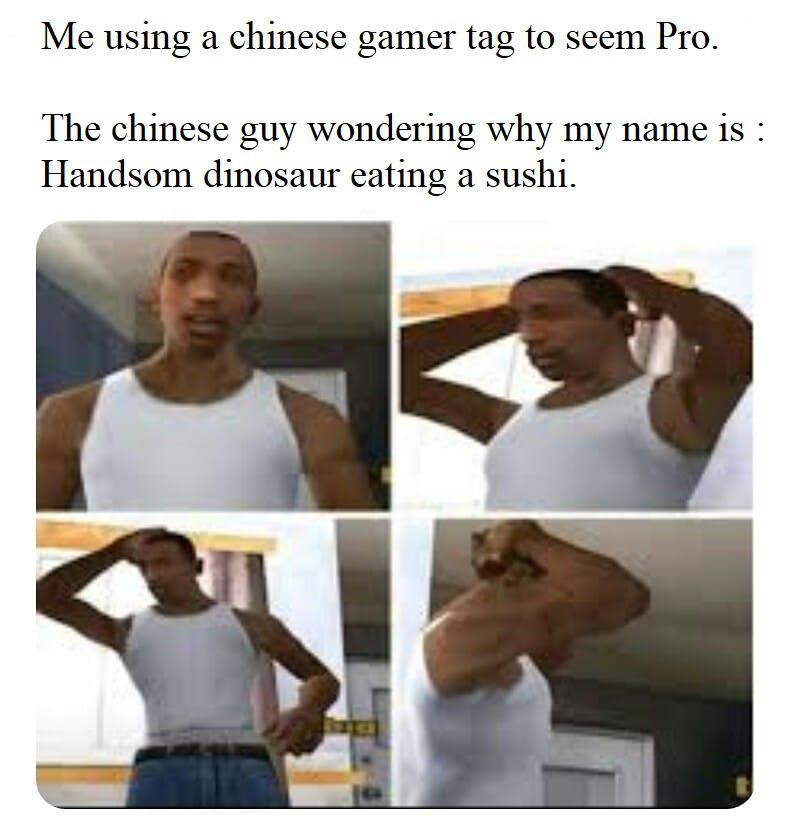 Me using a chinese gamer tag to seem Pro.
The chinese guy wondering why my name is :
Handsom dinosaur eating a sushi.